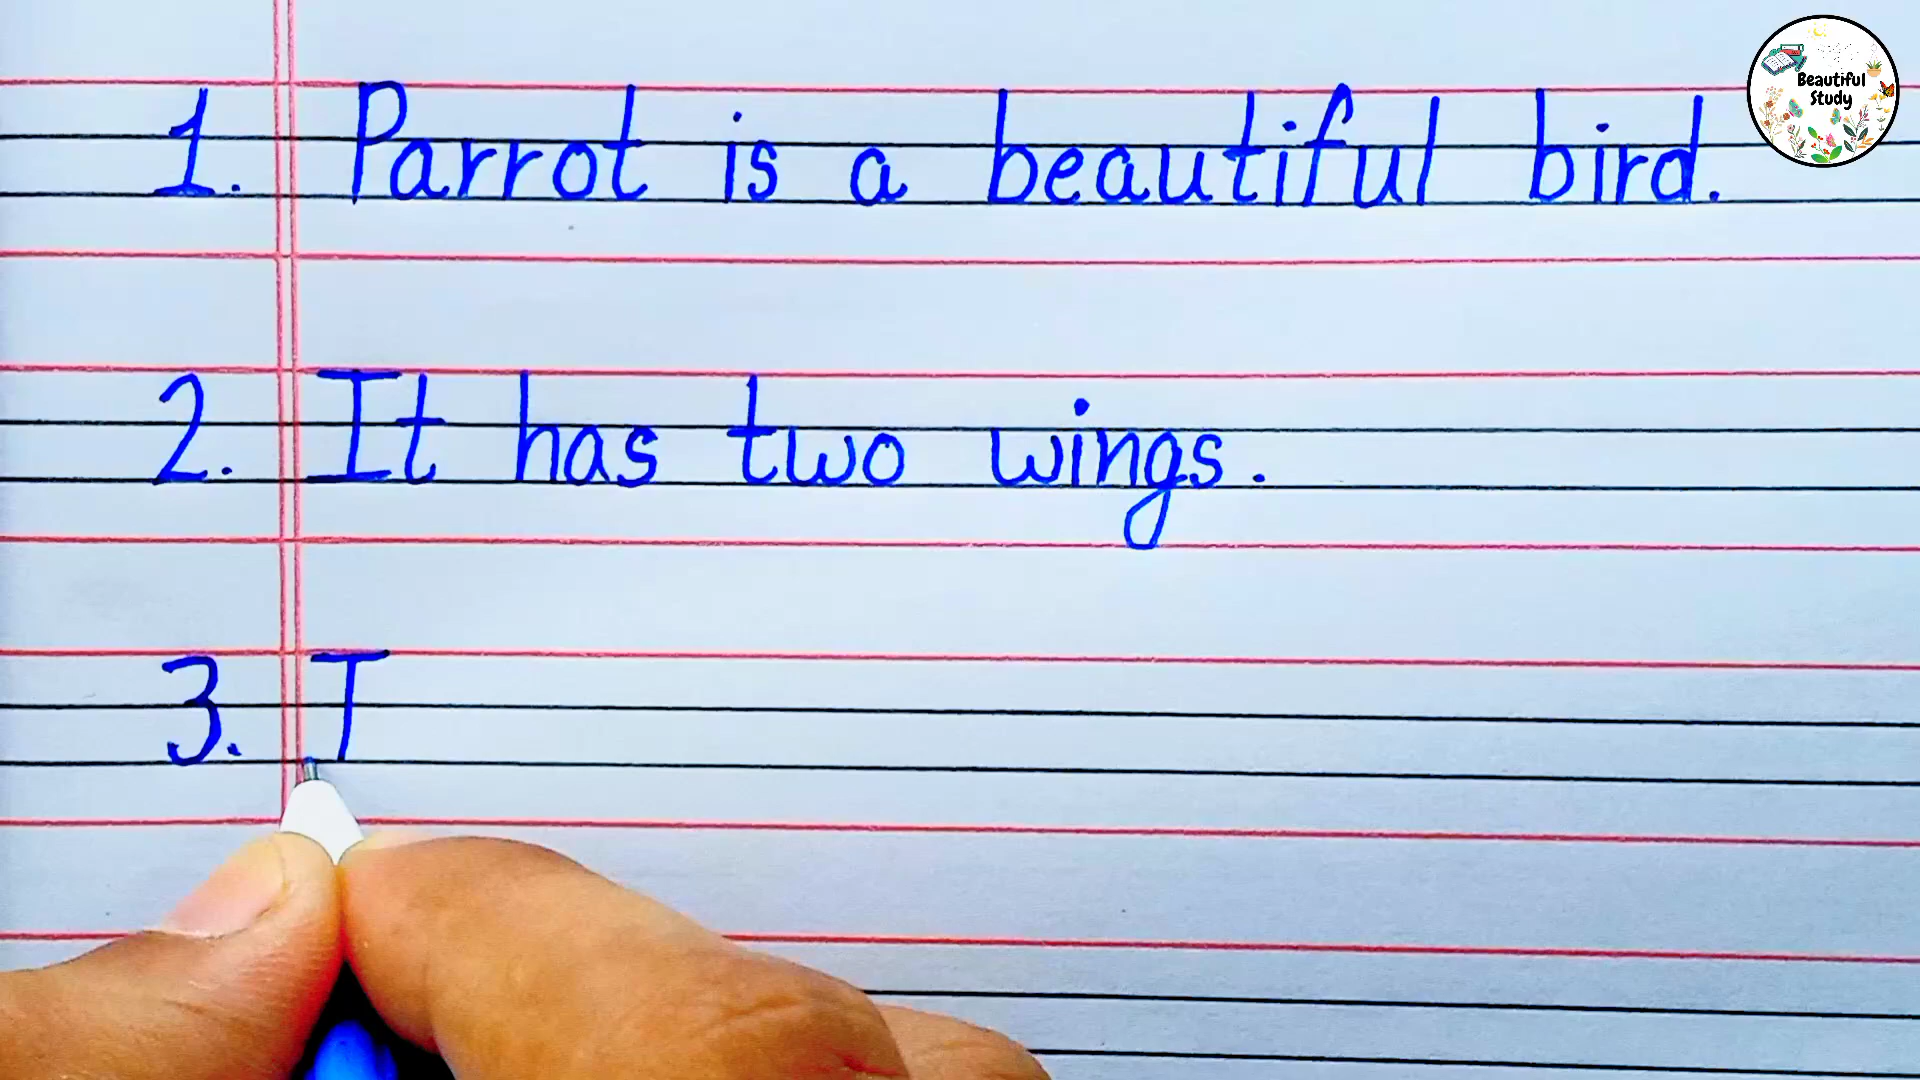 Beautiful
Study
1. Parrot is a beautiful bird.
2. It has two wings.
3. T